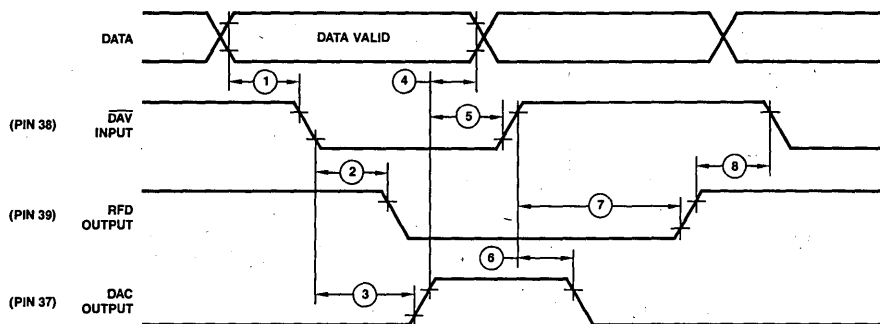 DATA
DATA VALID
1
4
(PIN 38)
DAV
INPUT
5
2
8
(PIN 39)
RFD
OUTPUT
7
6
(PIN 37)
DAC
OUTPUT
3